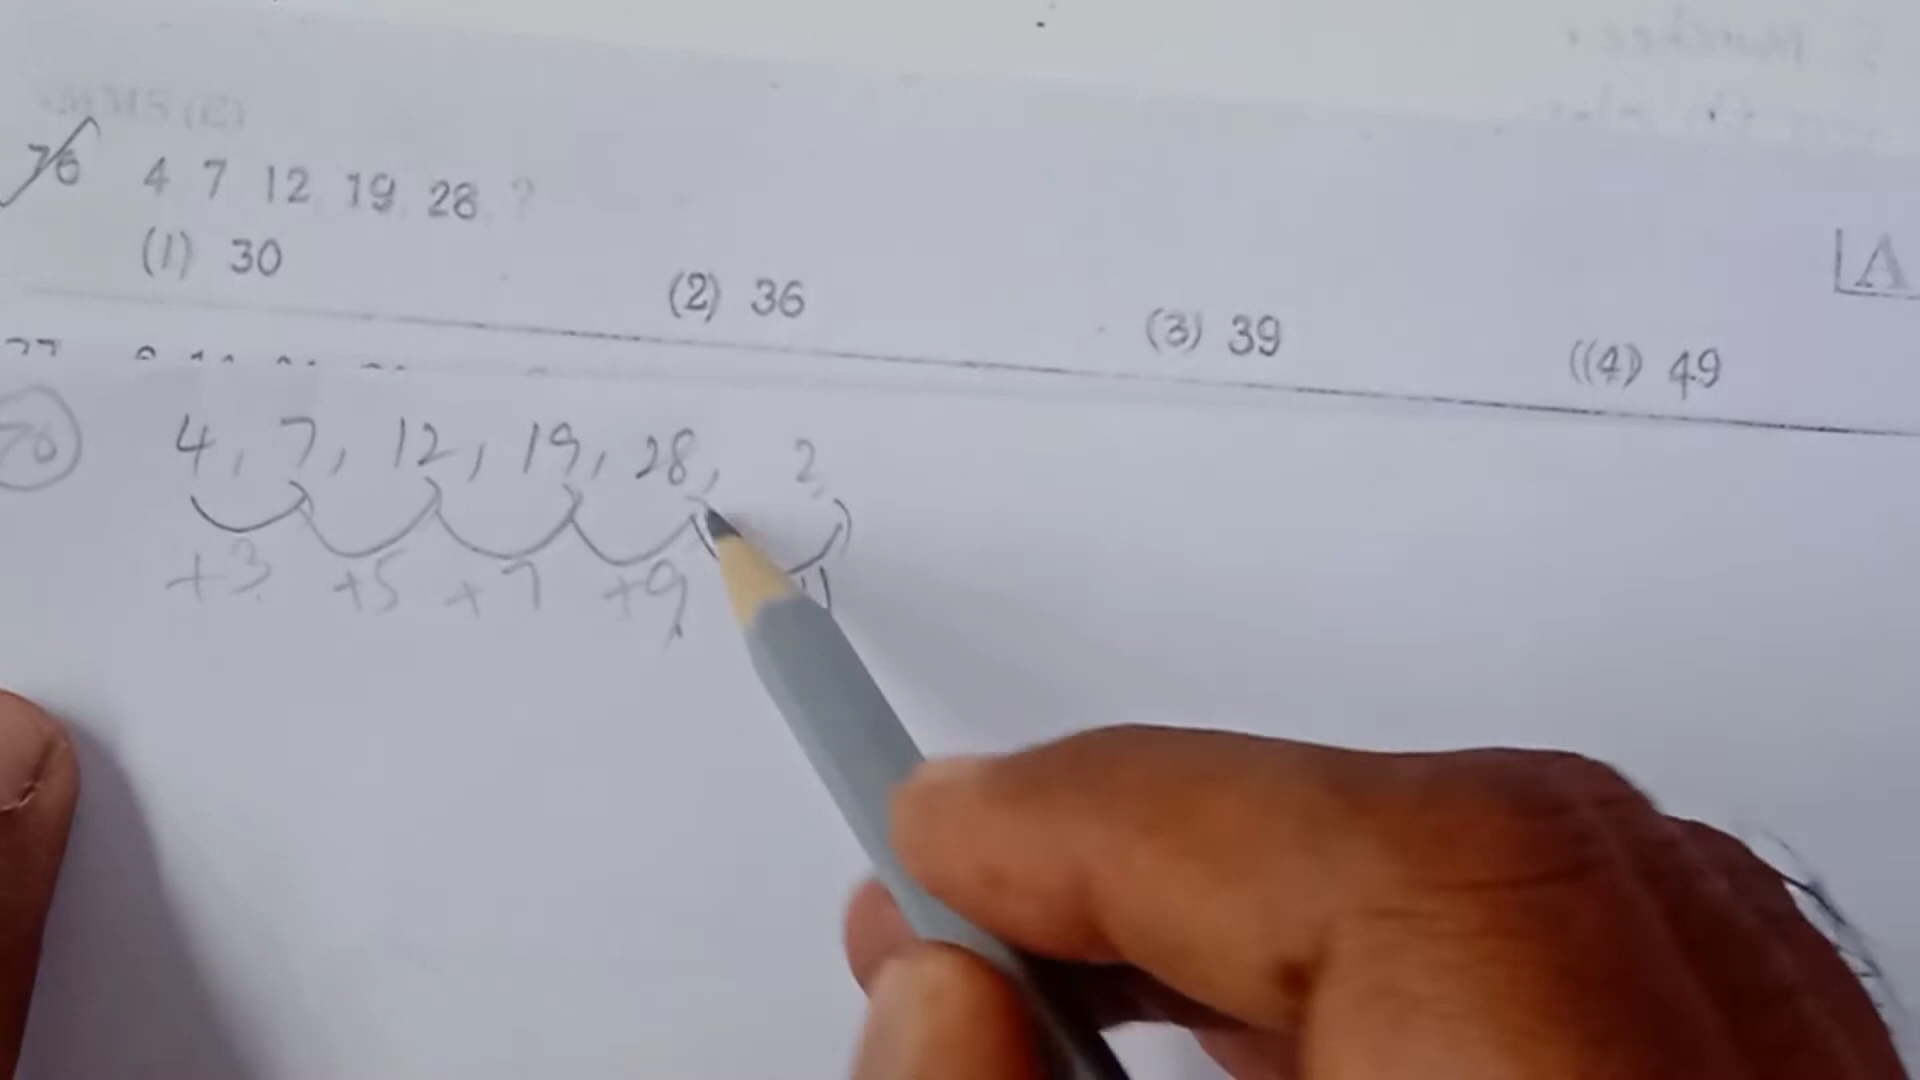 76 4 7 12 19 28 ?
(1) 30 (2) 36 (3) 39 ((4) 49
A
76 4, 7, 12, 19, 28, ?
+3 +5 +7 +9 11